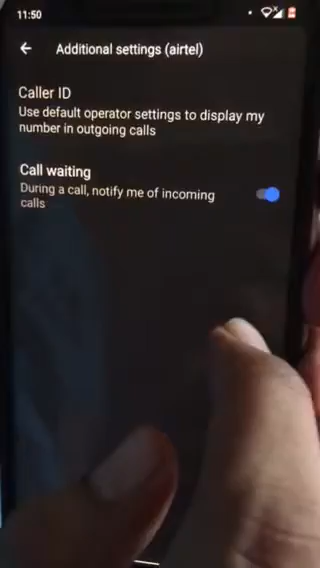 11:50
Additional settings (airtel)
Caller ID
Use default operator settings to display my
number in outgoing calls
Call waiting
During a call, notify me of incoming
calls